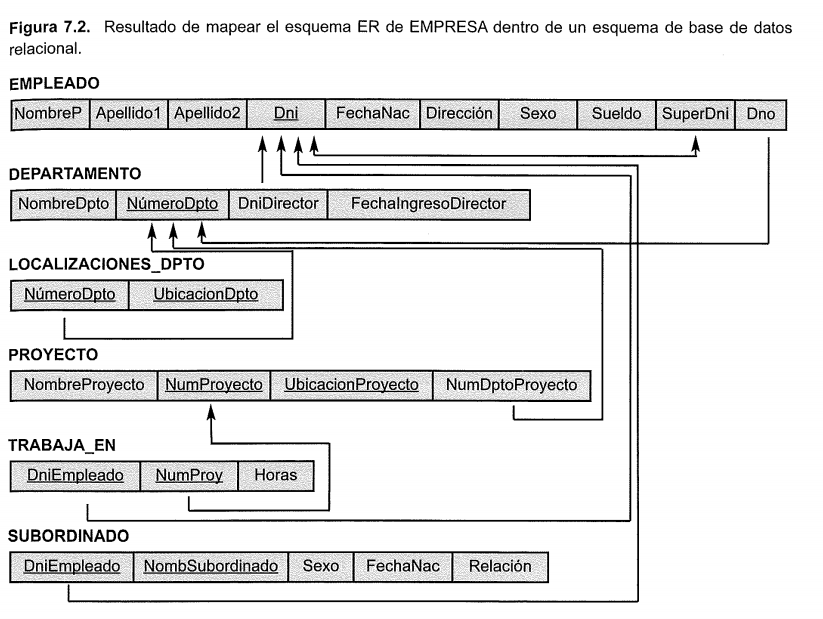 Figura 7.2. Resultado de mapear el esquema ER de EMPRESA dentro de un esquema de base de datos
relacional.
EMPLEADO
NombreP Apellido1 Apellido2 Dni FechaNac Dirección Sexo Sueldo SuperDni Dno
DEPARTAMENTO
NombreDpto NúmeroDpto DniDirector FechaIngresoDirector
LOCALIZACIONES_DPTO
NúmeroDpto UbicacionDpto
PROYECTO
NombreProyecto NumProyecto UbicacionProyecto NumDptoProyecto
TRABAJA_EN
DniEmpleado NumProy Horas
SUBORDINADO
DniEmpleado NombSubordinado Sexo FechaNac Relación